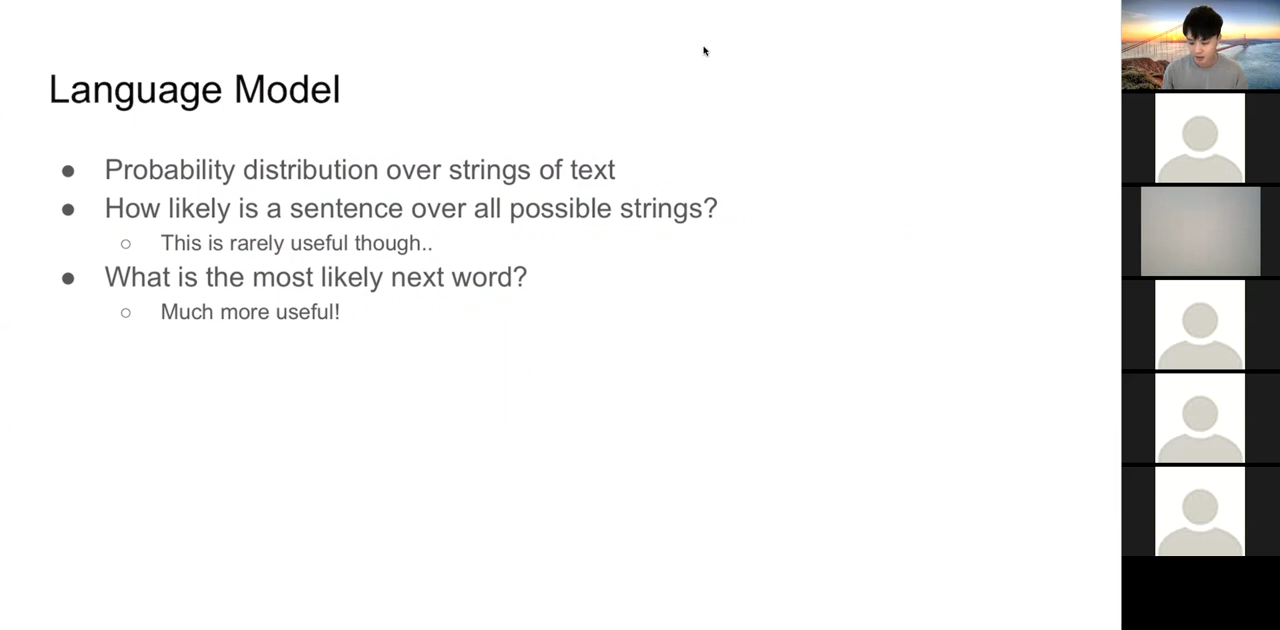 Language Model
● Probability distribution over strings of text
● How likely is a sentence over all possible strings?
○ This is rarely useful though..
● What is the most likely next word?
○ Much more useful!